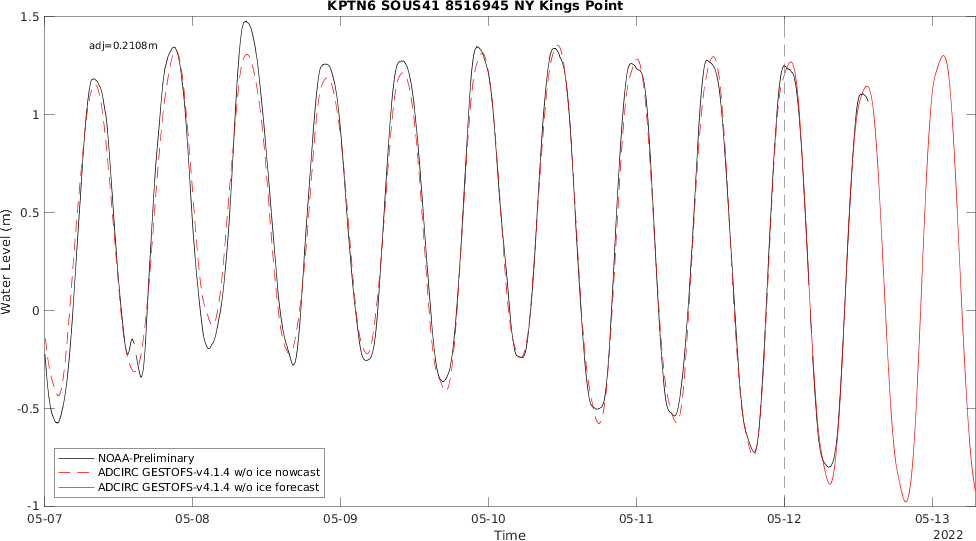 KPTN6 SOUS41 8516945 NY Kings Point
adj=0.2108m
1.5
1
0.5
0
-0.5
-1
Water Level (m)
NOAA-Preliminary
ADCIRC GESTOFS-v4.1.4 w/o ice nowcast
ADCIRC GESTOFS-v4.1.4 w/o ice forecast
05-07 05-08 05-09 05-10 05-11 05-12 05-13
Time
2022